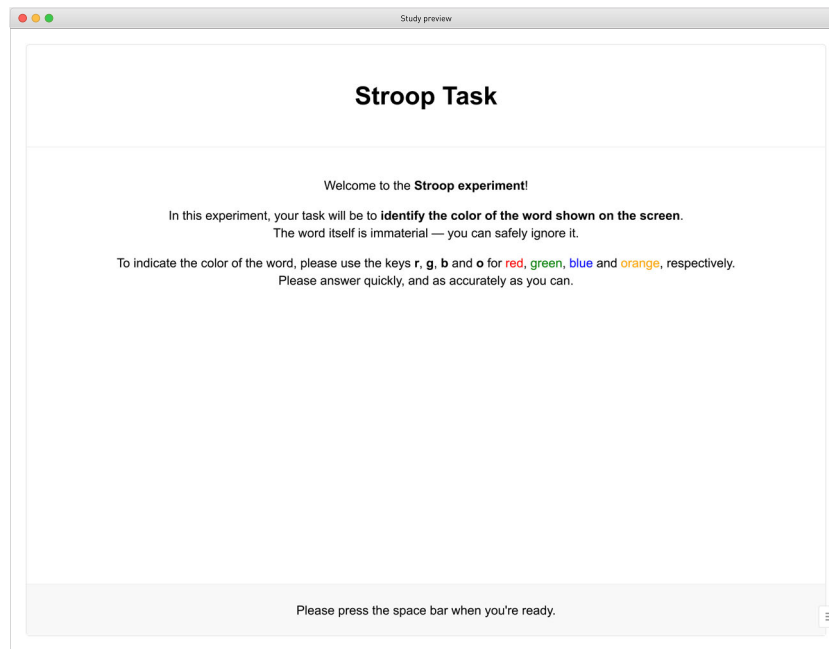 Study preview
Stroop Task
Welcome to the Stroop experiment!
In this experiment, your task will be to identify the color of the word shown on the screen.
The word itself is immaterial — you can safely ignore it.
To indicate the color of the word, please use the keys r, g, b and o for red, green, blue and orange, respectively.
Please answer quickly, and as accurately as you can.
Please press the space bar when you're ready.